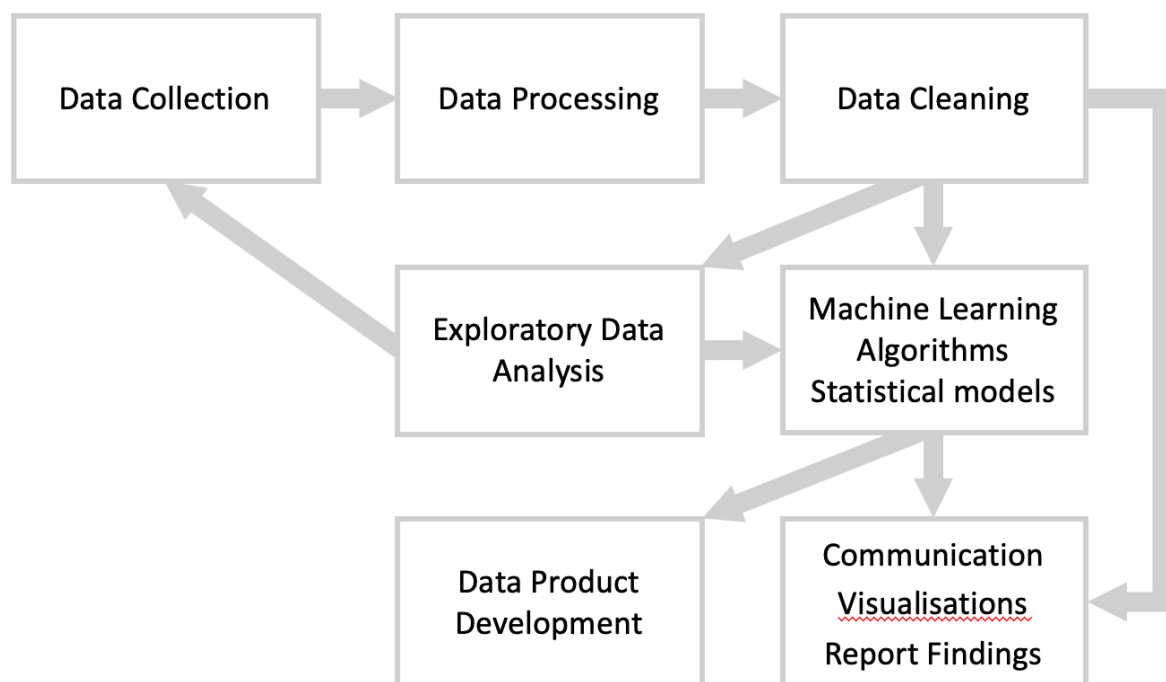 Data Collection
Data Processing
Data Cleaning
Exploratory Data
Analysis
Machine Learning
Algorithms
Statistical models
Data Product
Development
Communication
Visualisations
Report Findings